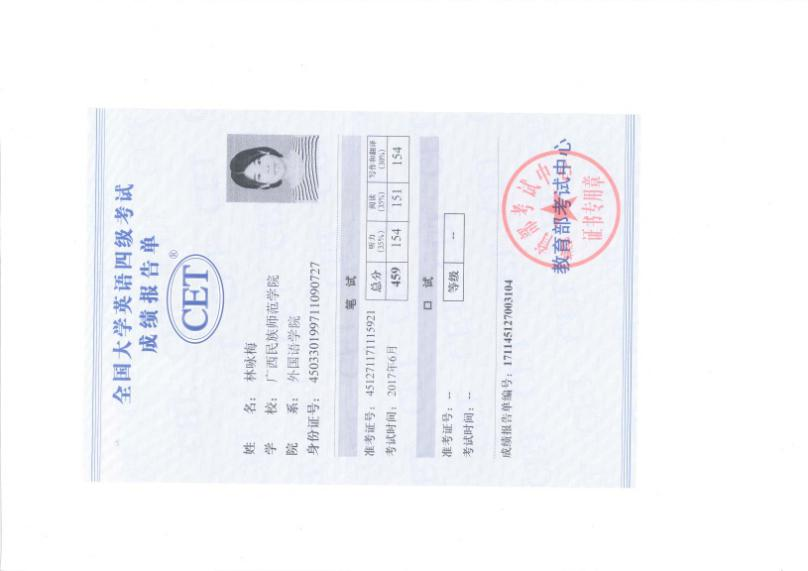 全国大学英语四级考试
成绩报告单
CET®
姓 名：林咏梅
学 校：广西民族师范学院
院 系：外国语学院
身份证号：450330199711090727
笔 试
准考证号：451271171115921
考试时间：2017年6月
总分 听力(35%) 阅读(35%) 写作和翻译(30%)
459 154 151 154
口 试
准考证号：--
考试时间：--
等级 --
成绩报告单编号：171145127003104
教育部考试中心
证书专用章